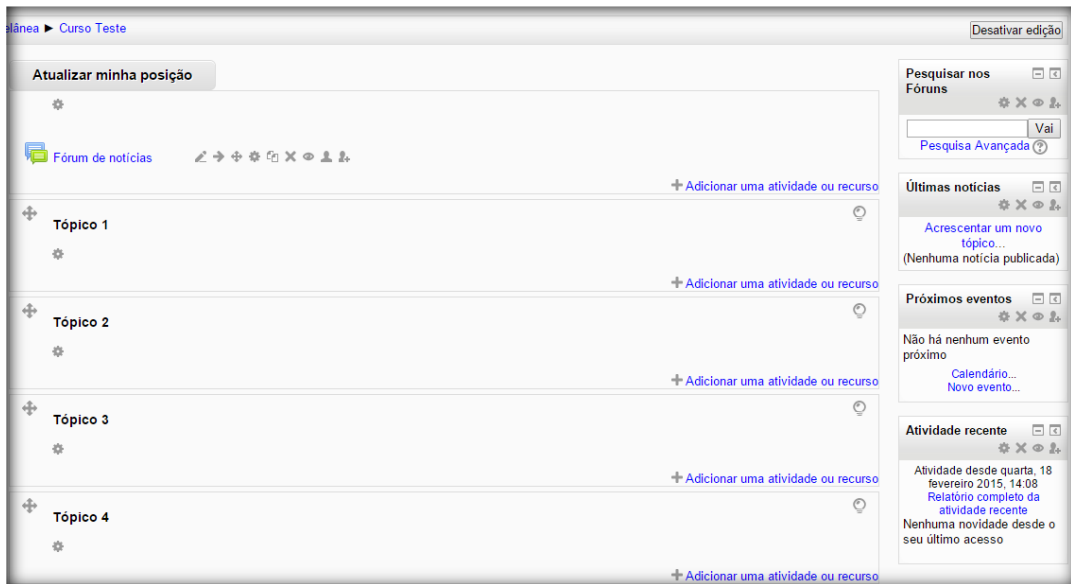 Curso Teste
Desativar edição
Atualizar minha posição
Fórum de notícias
Adicionar uma atividade ou recurso
Tópico 1
Adicionar uma atividade ou recurso
Tópico 2
Adicionar uma atividade ou recurso
Tópico 3
Adicionar uma atividade ou recurso
Tópico 4
Adicionar uma atividade ou recurso
Pesquisar nos
Fóruns
Vai
Pesquisa Avançada
Últimas notícias
Acrescentar um novo
tópico...
(Nenhuma notícia publicada)
Próximos eventos
Não há nenhum evento
próximo
Calendário...
Novo evento...
Atividade recente
Atividade desde quarta, 18
fevereiro 2015, 14:08
Relatório completo da
atividade recente
Nenhuma novidade desde o
seu último acesso